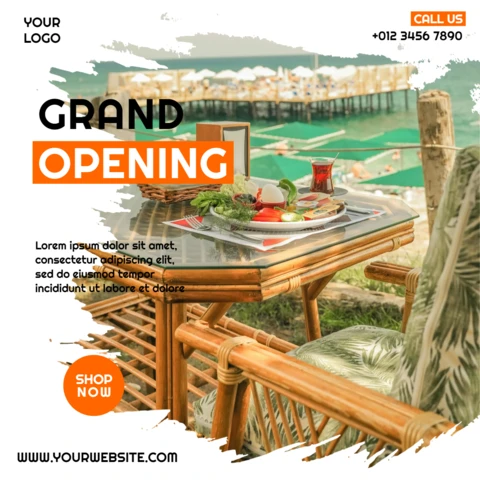 YOUR
LOGO
CALL US
+012 3456 7890
GRAND
OPENING
Lorem ipsum dolor sit amet,
consectetur adipiscing elit,
sed do eiusmod tempor
incididunt ut labore et dolore
SHOP
NOW
WWW.YOURWEBSITE.COM